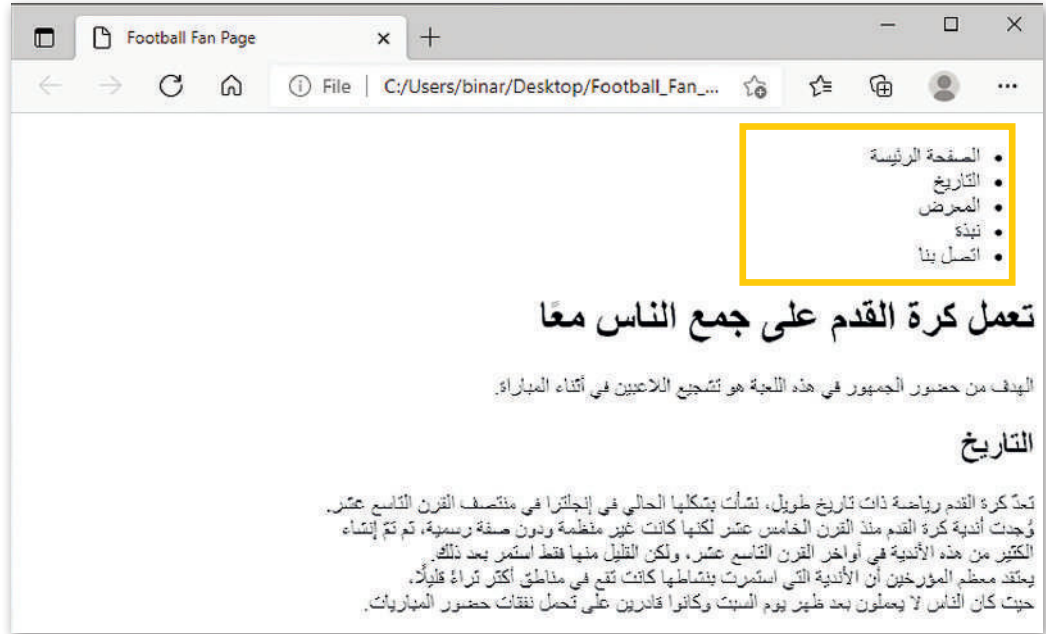 Football Fan Page
File | C:/Users/binar/Desktop/Football_Fan_...
الصفحة الرئيسة
التاريخ
المعرض
نبذة
اتصل بنا
تعمل كرة القدم على جمع الناس معًا
الهدف من حضور الجمهور في هذه اللعبة هو تشجيع اللاعبين في أثناء المباراة.
التاريخ
تعدّ كرة القدم رياضة ذات تاريخ طويل، نشأت بشكلها الحالي في إنجلترا في منتصف القرن التاسع عشر.
وُجدت أندية كرة القدم منذ القرن الخامس عشر لكنها كانت غير منظمة ودون صفة رسمية، ثم تمّ إنشاء
الكثير من هذه الأندية في أواخر القرن التاسع عشر، ولكن القليل منها فقط استمر بعد ذلك.
يعتقد معظم المؤرخين أن الأندية التي استمرت بنشاطها كانت تقع في مناطق أكثر ثراءً قليلًا،
حيث كان الناس لا يعملون بعد ظهر يوم السبت وكانوا قادرين على تحمل نفقات حضور المباريات.